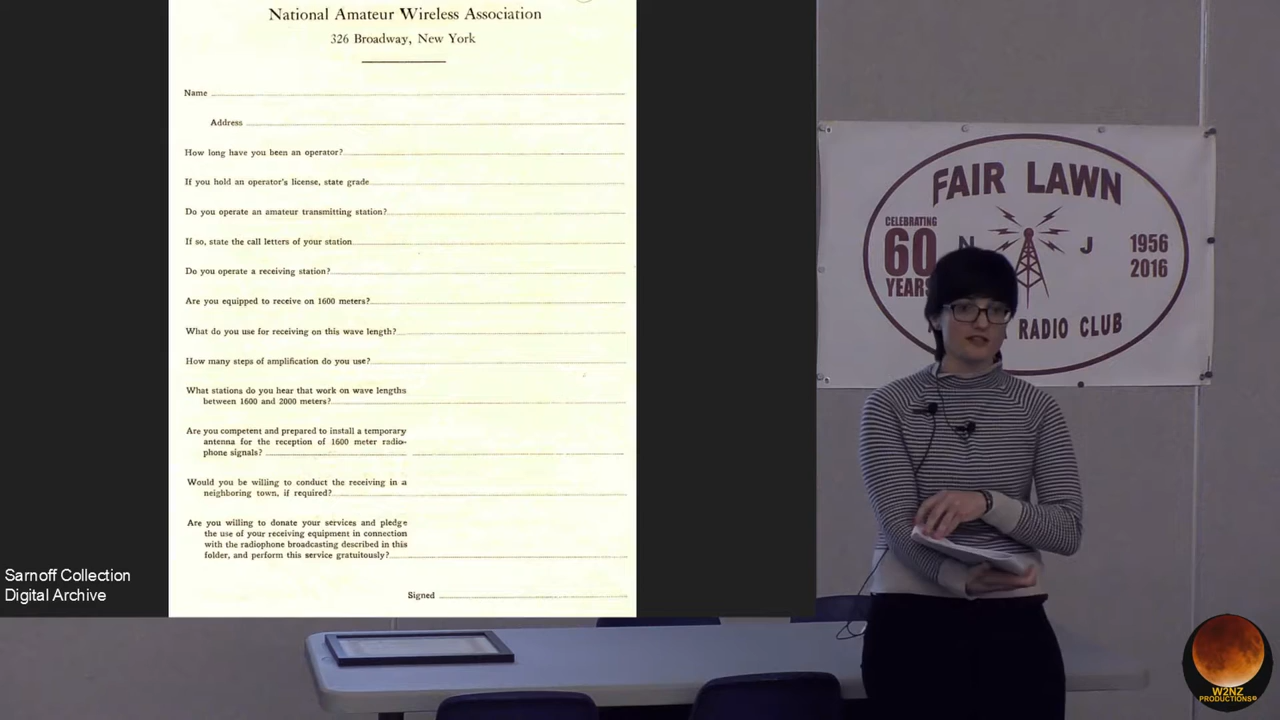 National Amateur Wireless Association
326 Broadway, New York
Name
Address
How long have you been an operator?
If you hold an operator's license, state grade
Do you operate an amateur transmitting station?
If so, state the call letters of your station
Do you operate a receiving station?
Are you equipped to receive on 1600 meters?
What do you use for receiving on this wave length?
How many steps of amplification do you use?
What stations do you hear that work on wave lengths
between 1600 and 2000 meters?
Are you competent and prepared to install a temporary
antenna for the reception of 1600 meter radio-
phone signals?
Would you be willing to conduct the receiving in a
neighboring town, if required?
Are you willing to donate your services and pledge
the use of your receiving equipment in connection
with the radiophone broadcasting described in this
folder, and perform this service gratuitously?
Signed
Sarnoff Collection
Digital Archive
FAIR LAWN
CELEBRATING
60
YEARS
N J
1956
2016
RADIO CLUB
W2NZ
PRODUCTIONS©